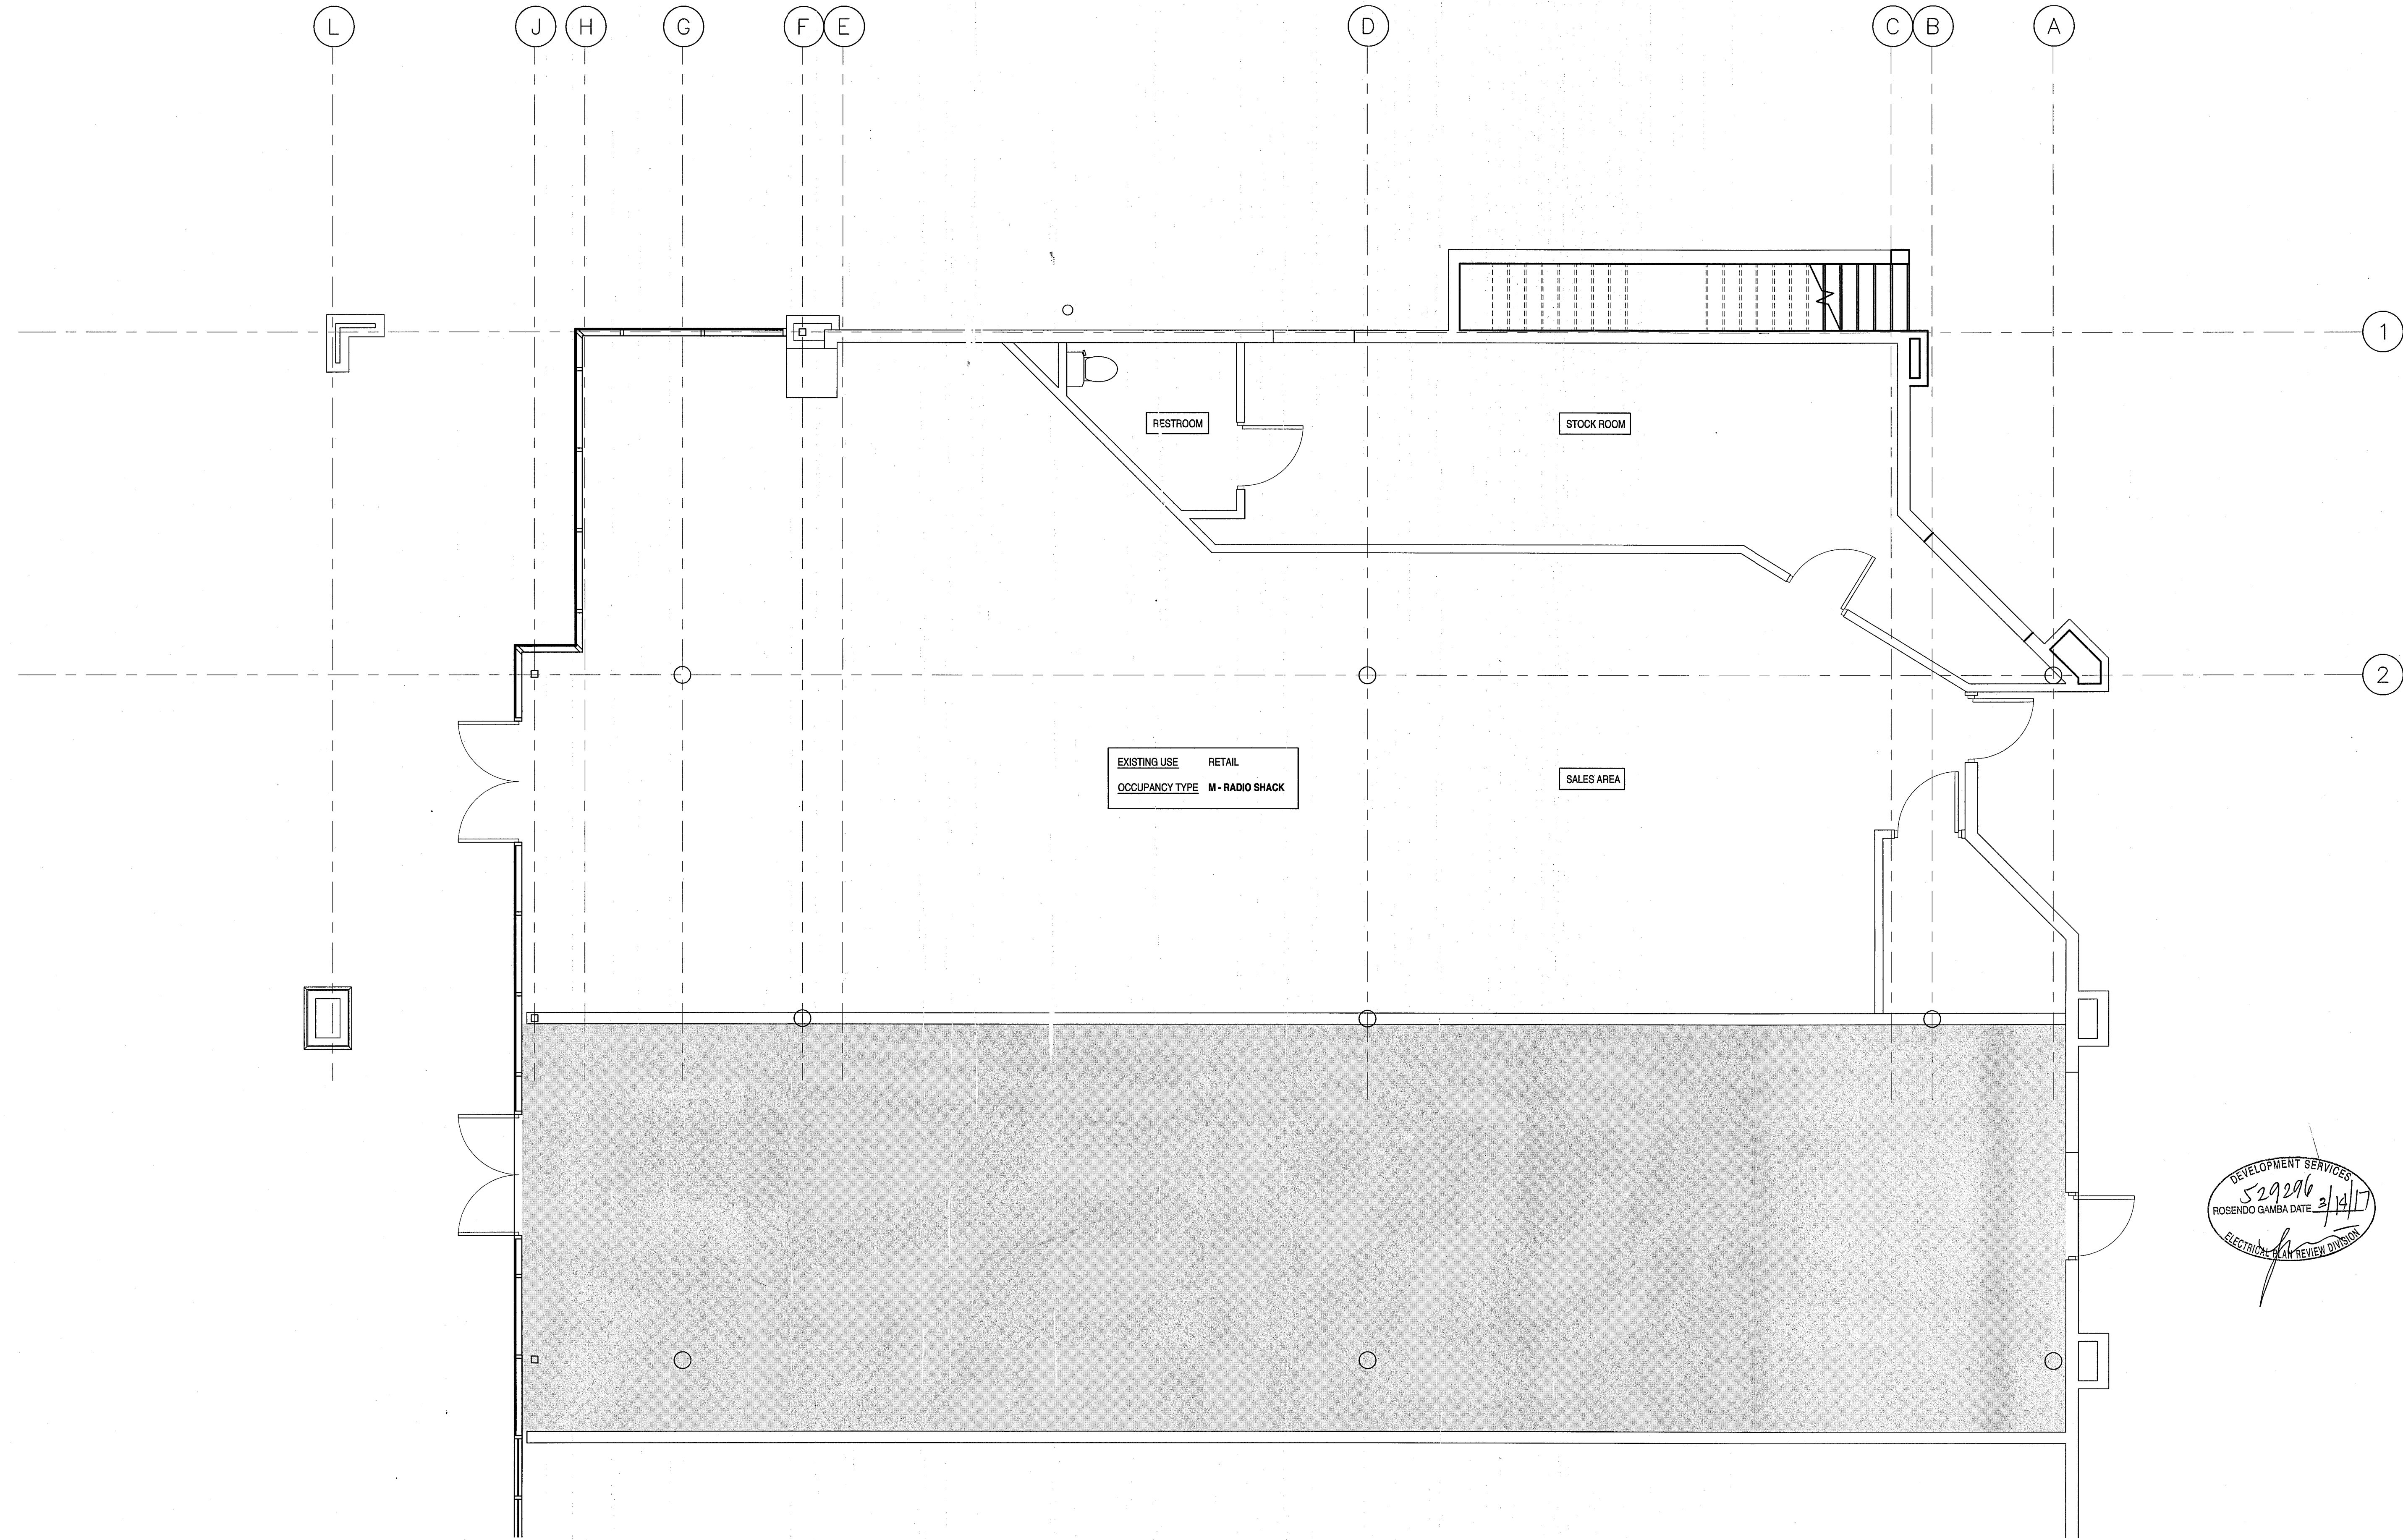 L J H G F E D C B A
1
RESTROOM
STOCK ROOM
2
EXISTING USE RETAIL
OCCUPANCY TYPE M - RADIO SHACK
SALES AREA
DEVELOPMENT SERVICES
529296
ROSENDO GAMBA DATE 3/14/17
ELECTRICAL PLAN REVIEW DIVISION